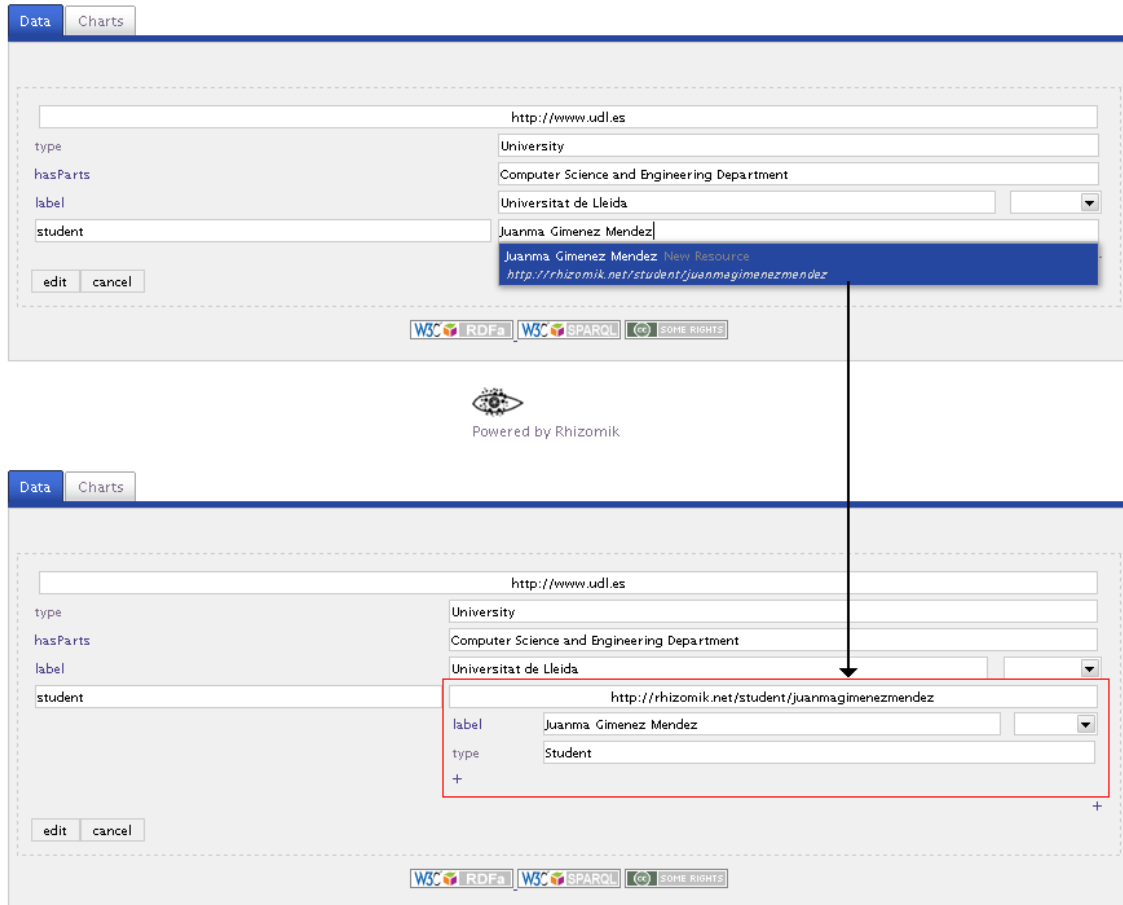 Data Charts
http://www.udl.es
type University
hasParts Computer Science and Engineering Department
label Universitat de Lleida
student Juanma Gimenez Mendez
Juanma Gimenez Mendez New Resource
http://rhizomik.net/student/juanmagimenezmendez
edit cancel
W3C RDFa W3C SPARQL cc SOME RIGHTS
Powered by Rhizomik
Data Charts
http://www.udl.es
type University
hasParts Computer Science and Engineering Department
label Universitat de Lleida
student http://rhizomik.net/student/juanmagimenezmendez
label Juanma Gimenez Mendez
type Student
+
+
edit cancel
W3C RDFa W3C SPARQL cc SOME RIGHTS